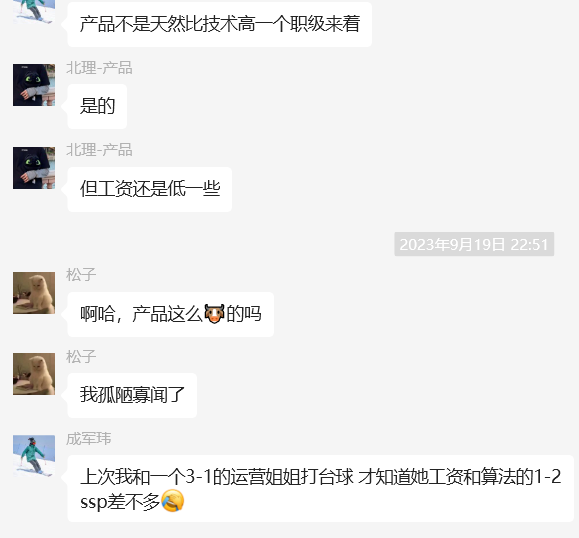 产品不是天然比技术高一个职级来着
北理-产品
是的
北理-产品
但工资还是低一些
2023年9月19日 22:51
松子
啊哈，产品这么🐮的吗
松子
我孤陋寡闻了
成军玮
上次我和一个3-1的运营姐姐打台球 才知道她工资和算法的1-2
ssp差不多😂